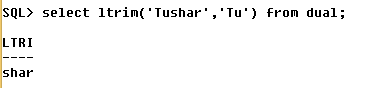 SQL> select ltrim('Tushar','Tu') from dual;
LTRI
----
shar